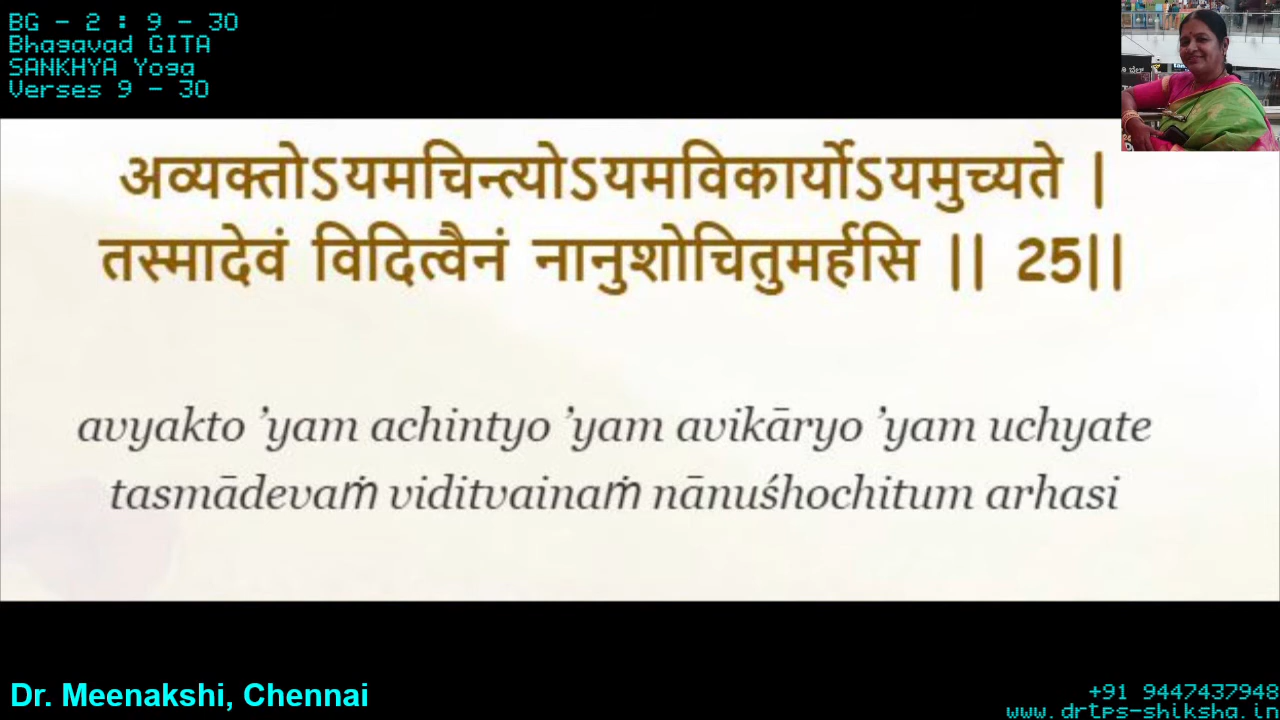 BG - 2 : 9 - 30
Bhagavad GITA
SANKHYA Yoga
Verses 9 - 30
अव्यक्तोऽयमचिन्त्योऽयमविकार्योऽयमुच्यते |
तस्मादेवं विदित्वैनं नानुशोचितुमर्हसि || 25||
avyakto ’yam achintyo ’yam avikāryo ’yam uchyate
tasmādevaṁ viditvainaṁ nānuśhochitum arhasi
Dr. Meenakshi, Chennai
+91 9447437948
www.drtps-shiksha.in